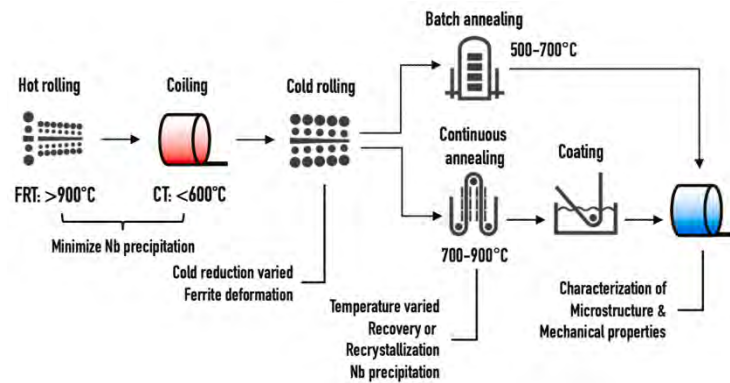 Batch annealing
500-700°C
Hot rolling
Coiling
Cold rolling
Continuous
annealing
Coating
FRT: >900°C
CT: <600°C
700-900°C
Minimize Nb precipitation
Cold reduction varied
Ferrite deformation
Temperature varied
Recovery or
Recrystallization
Nb precipitation
Characterization of
Microstructure &
Mechanical properties